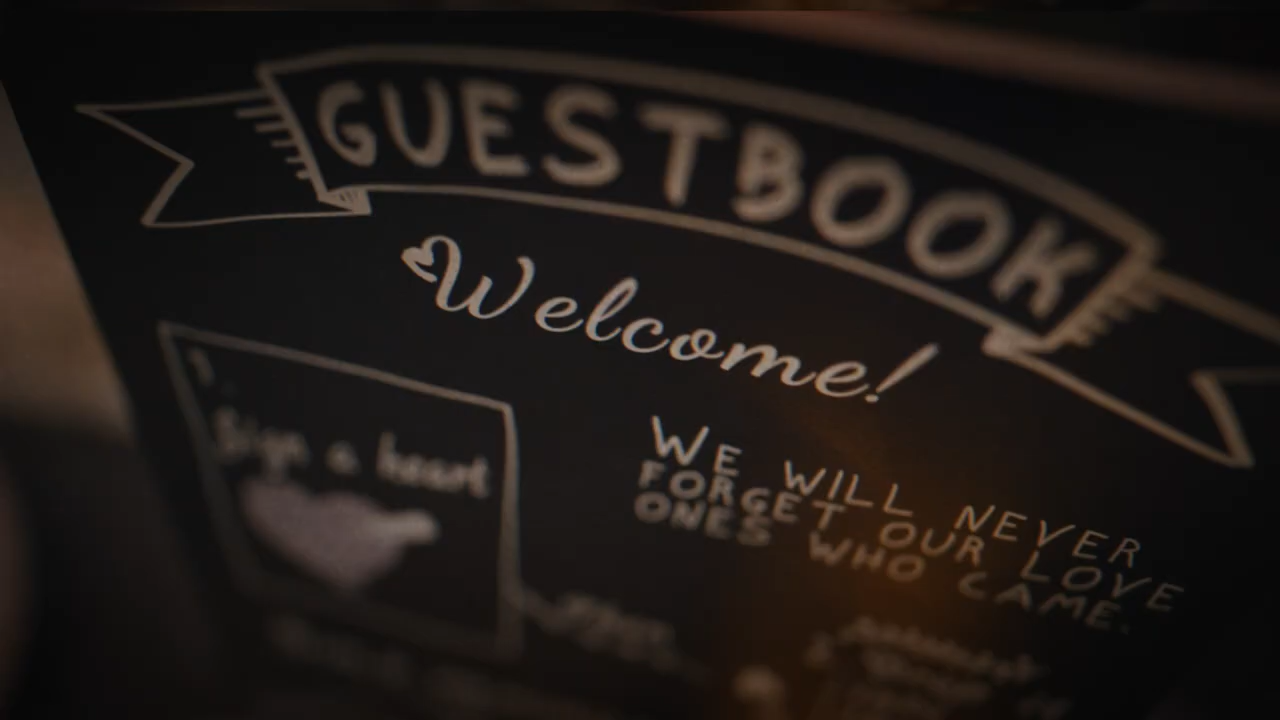 GUESTBOOK
Welcome!
Sign a heart
WE WILL NEVER
FORGET OUR LOVE
ONES WHO CAME.